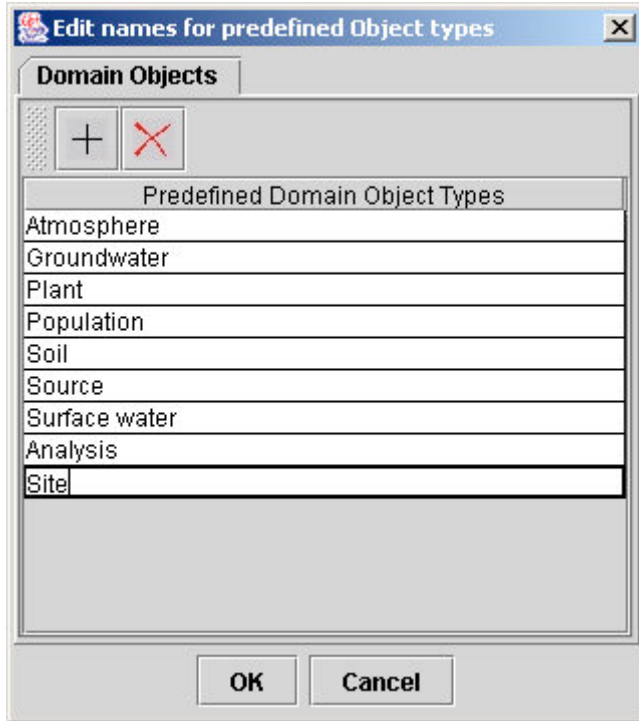 Edit names for predefined Object types
Domain Objects
Predefined Domain Object Types
Atmosphere
Groundwater
Plant
Population
Soil
Source
Surface water
Analysis
Site
OK Cancel